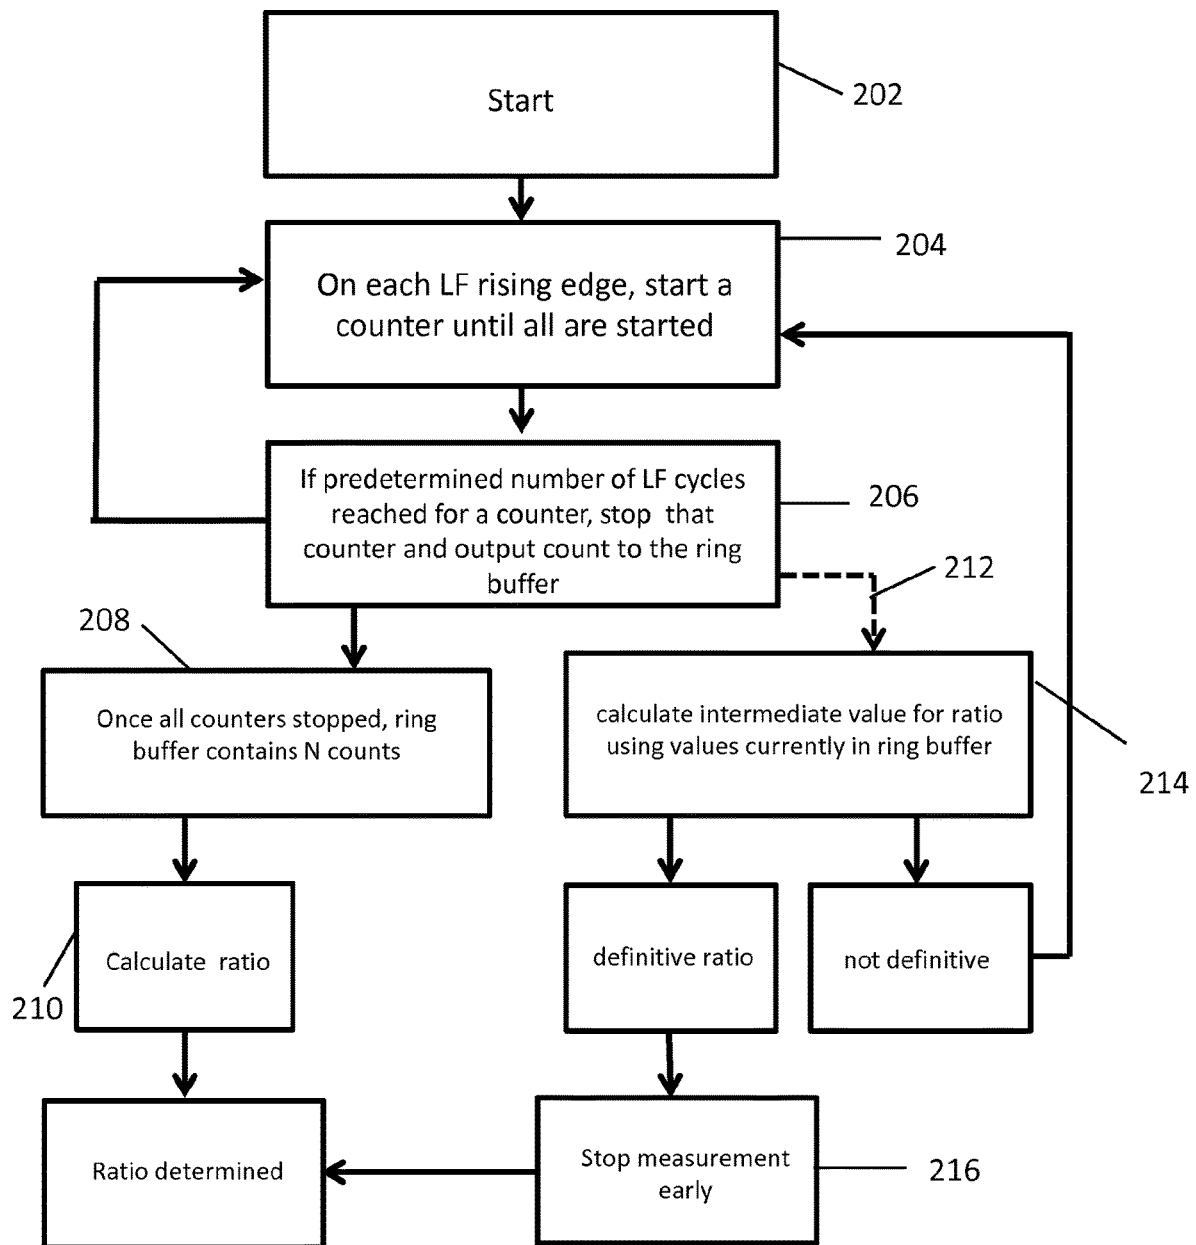 Start
202
On each LF rising edge, start a
counter until all are started
204
If predetermined number of LF cycles
reached for a counter, stop that
counter and output count to the ring
buffer
206
212
208
Once all counters stopped, ring
buffer contains N counts
calculate intermediate value for ratio
using values currently in ring buffer
214
Calculate ratio
210
definitive ratio
not definitive
Ratio determined
Stop measurement
early
216